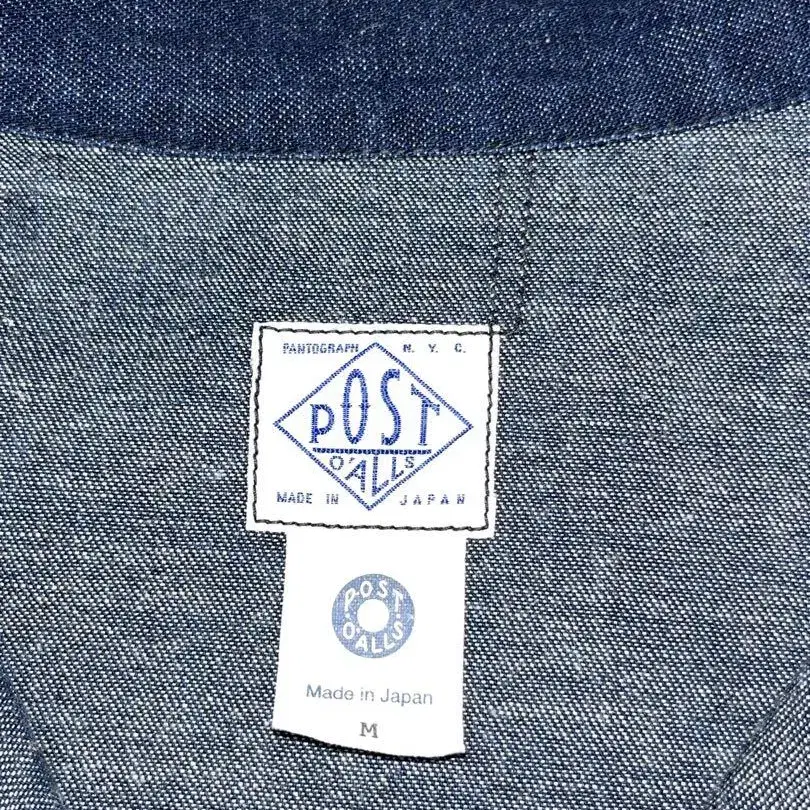 PANTOGRAPH N. Y. C.
POST
O'ALLS
MADE IN JAPAN
POST
O'ALLS
Made in Japan
M